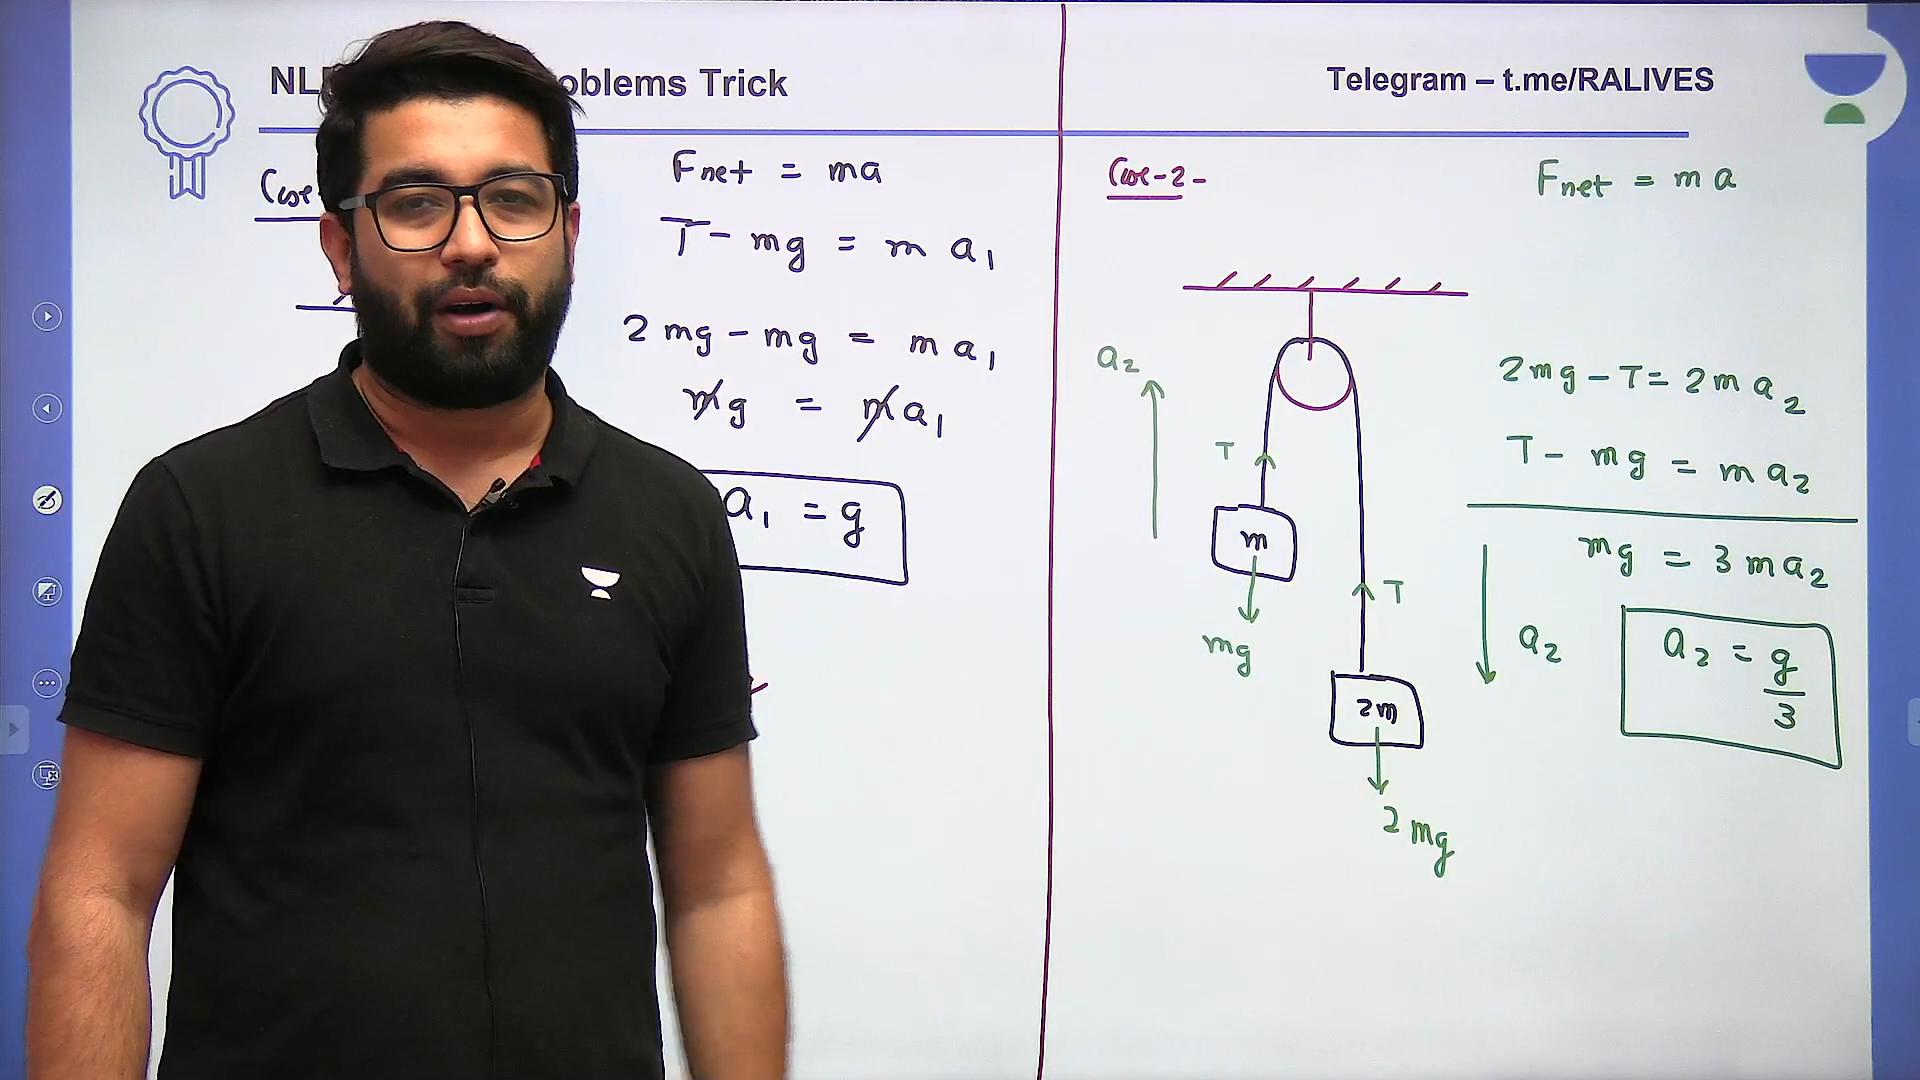 NL oblems Trick
Telegram – t.me/RALIVES
Fnet = ma
T - mg = m a1
2 mg - mg = m a1
mg = m a1
a1 = g
Case-2-
Fnet = m a
a2
T
m
mg
T
2m
2 mg
2mg - T = 2m a2
T - mg = m a2
mg = 3 m a2
a2
a2 = g/3